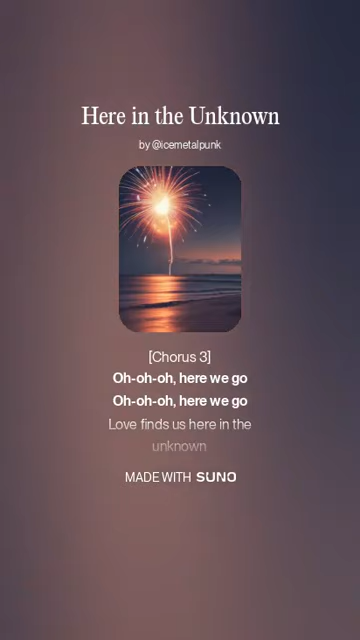 Here in the Unknown
by @icemetalpunk
[Chorus 3]
Oh-oh-oh, here we go
Oh-oh-oh, here we go
Love finds us here in the
unknown
MADE WITH SUNO